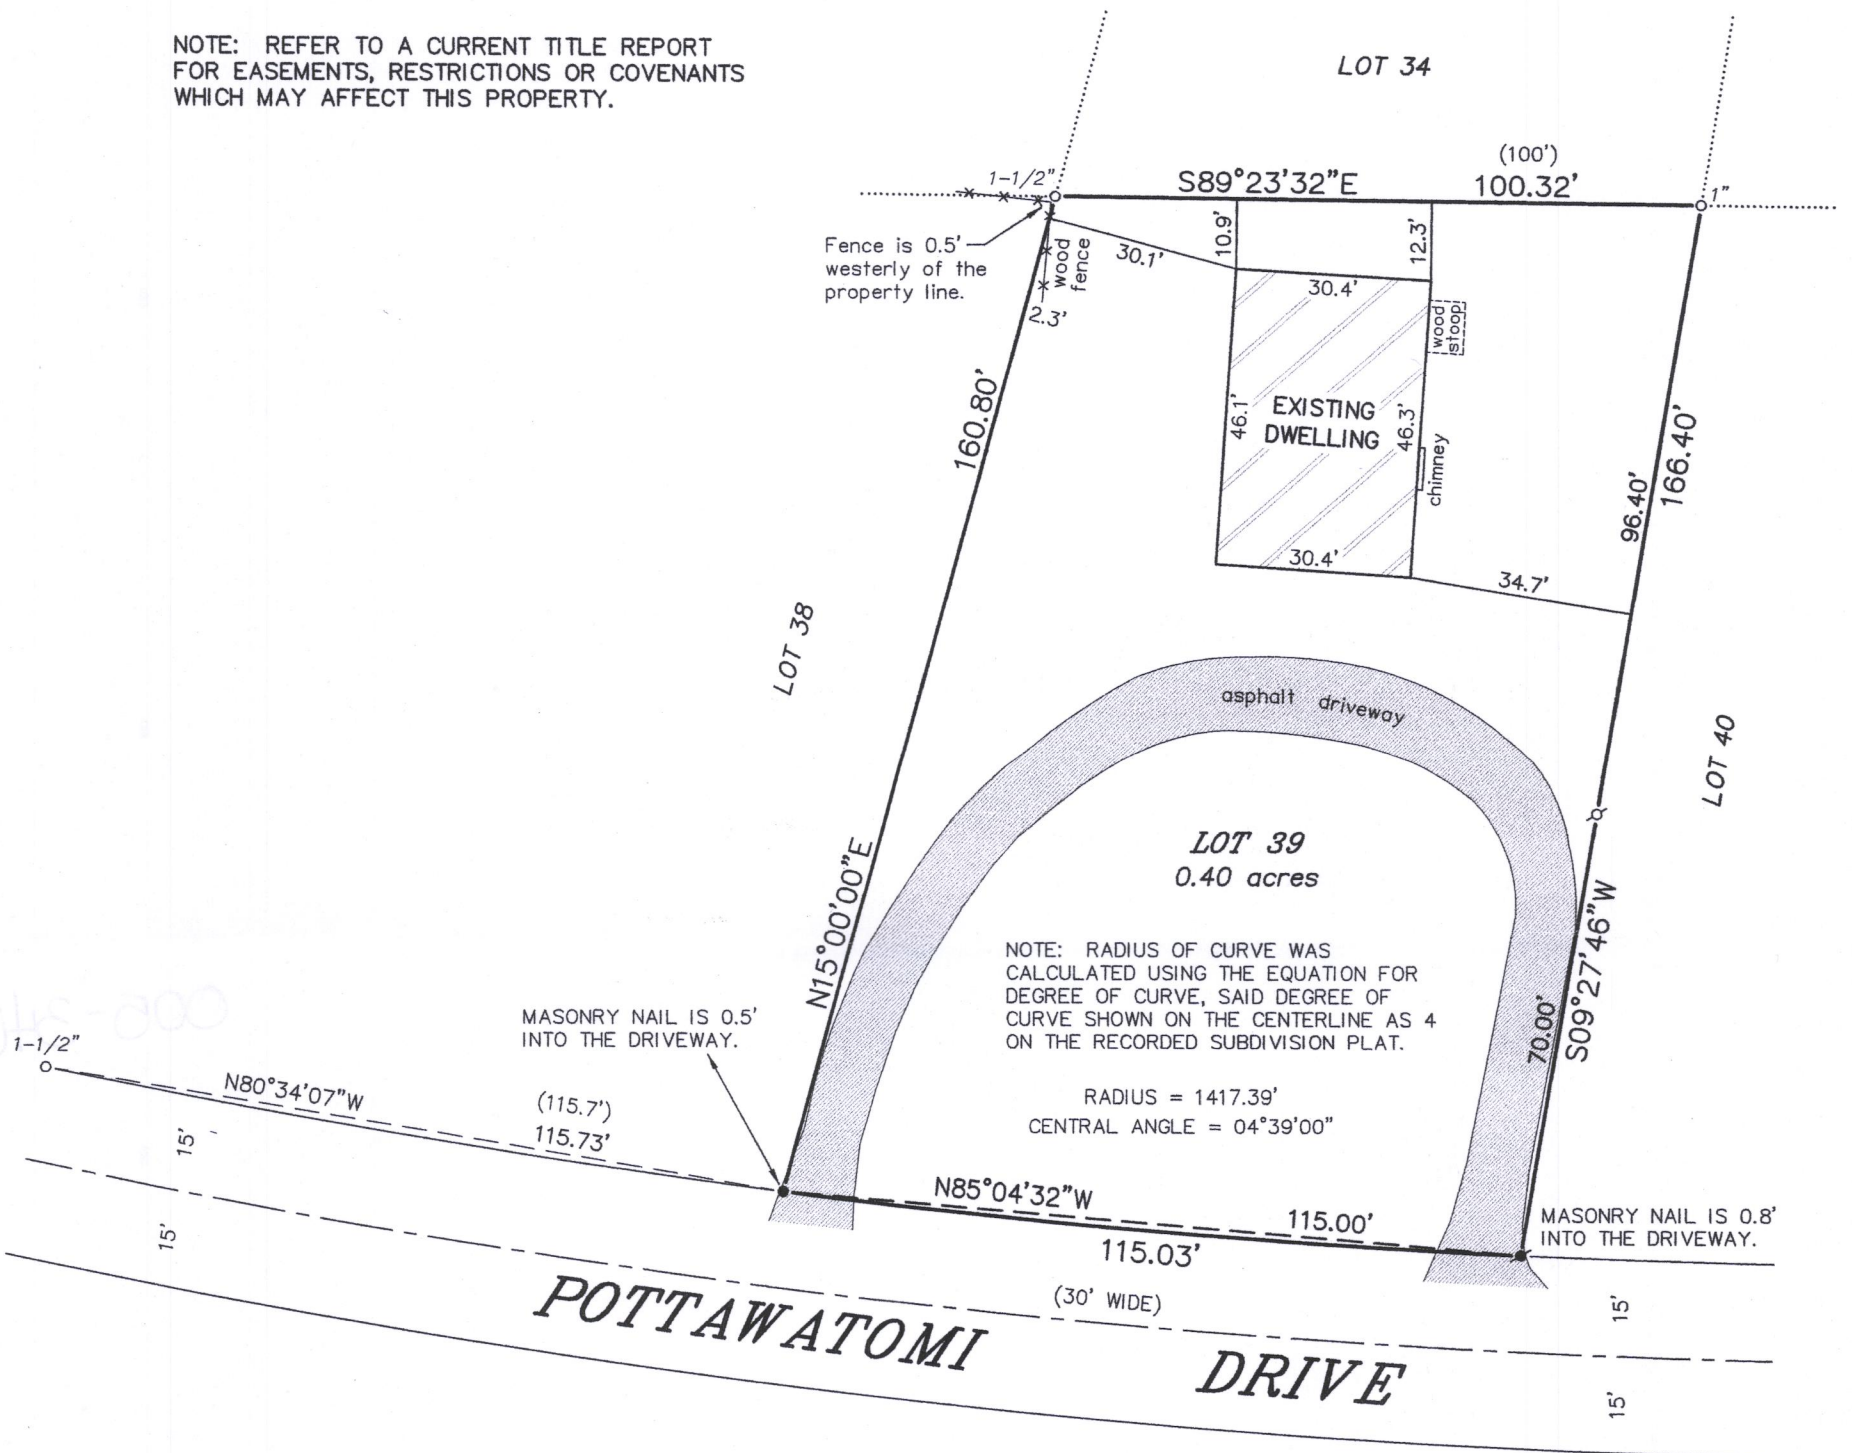 NOTE: REFER TO A CURRENT TITLE REPORT
FOR EASEMENTS, RESTRICTIONS OR COVENANTS
WHICH MAY AFFECT THIS PROPERTY.
LOT 34
(100')
1-1/2"
S89°23'32"E
100.32'
1"
Fence is 0.5'
westerly of the
property line.
wood
fence
2.3'
30.1'
10.9'
12.3'
30.4'
wood
stoop
160.80'
46.1'
EXISTING
DWELLING
46.3'
chimney
96.40'
166.40'
30.4'
34.7'
LOT 38
asphalt driveway
LOT 40
LOT 39
0.40 acres
N15°00'00"E
S09°27'46"W
70.00'
NOTE: RADIUS OF CURVE WAS
CALCULATED USING THE EQUATION FOR
DEGREE OF CURVE, SAID DEGREE OF
CURVE SHOWN ON THE CENTERLINE AS 4
ON THE RECORDED SUBDIVISION PLAT.
RADIUS = 1417.39'
CENTRAL ANGLE = 04°39'00"
MASONRY NAIL IS 0.5'
INTO THE DRIVEWAY.
1-1/2"
N80°34'07"W
(115.7')
115.73'
15'
15'
N85°04'32"W
115.00'
115.03'
MASONRY NAIL IS 0.8'
INTO THE DRIVEWAY.
(30' WIDE)
POTTAWATOMI DRIVE
15'
15'